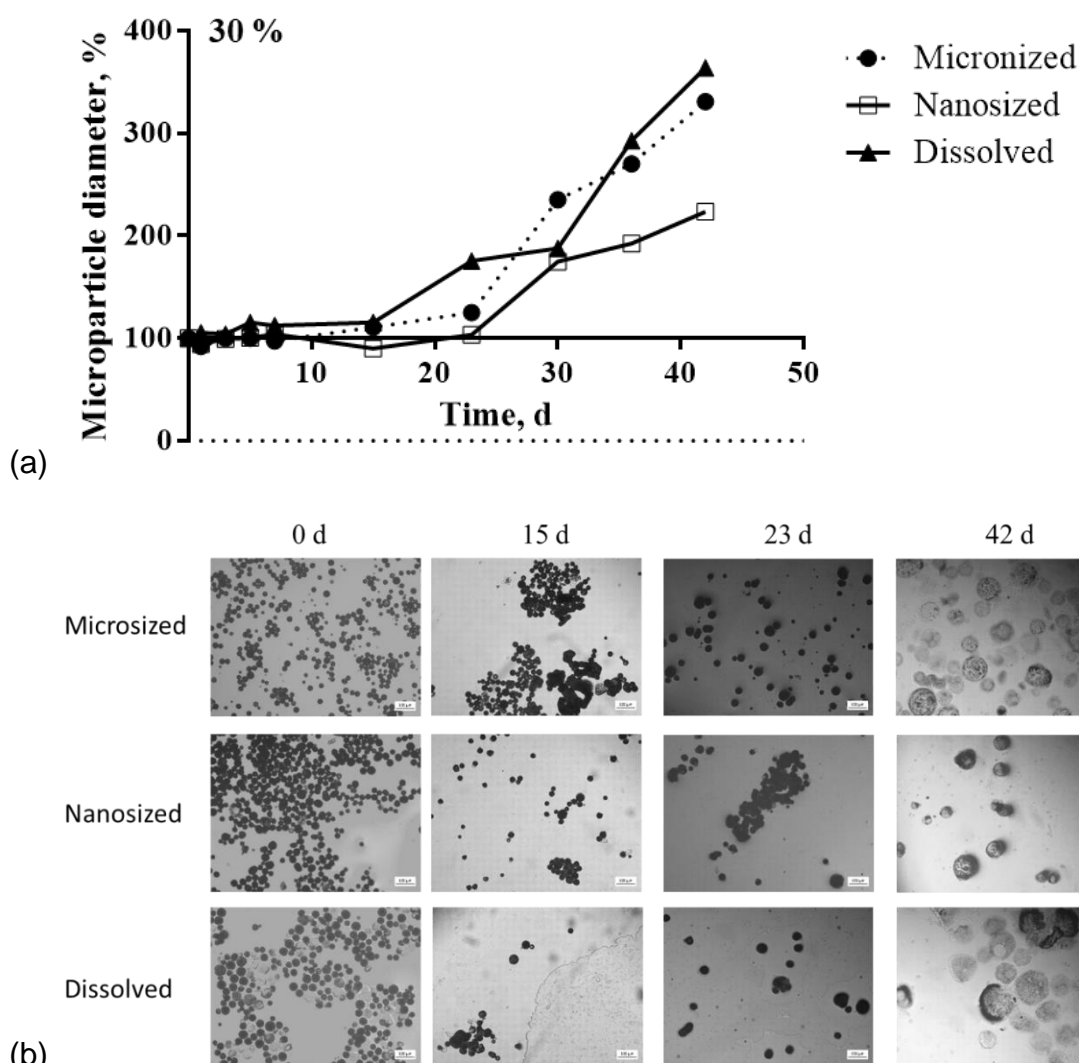 400
30 %
Microparticle diameter, %
300
200
100
0
10
20
30
40
50
Time, d
Micronized
Nanosized
Dissolved
(a)
0 d
15 d
23 d
42 d
Microsized
Nanosized
Dissolved
(b)